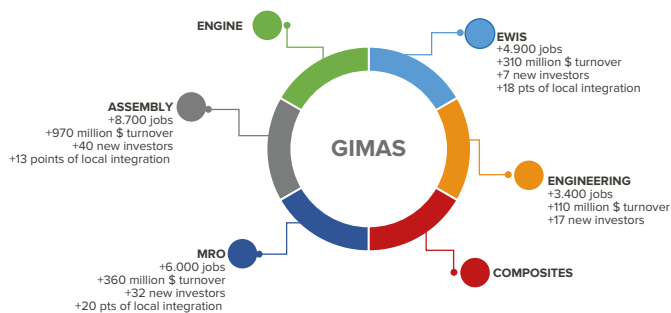 ENGINE
EWIS
+4.900 jobs
+310 million $ turnover
+7 new investors
+18 pts of local integration
ASSEMBLY
+8.700 jobs
+970 million $ turnover
+40 new investors
+13 points of local integration
GIMAS
ENGINEERING
+3.400 jobs
+110 million $ turnover
+17 new investors
MRO
+6.000 jobs
+360 million $ turnover
+32 new investors
+20 pts of local integration
COMPOSITES